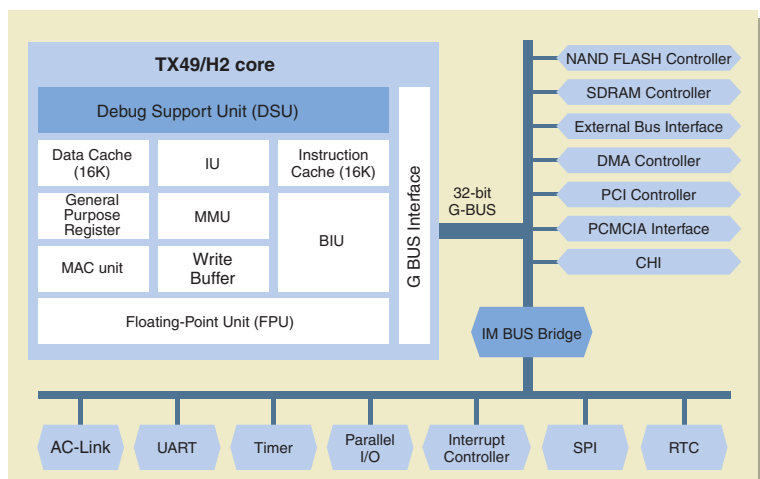 TX49/H2 core
Debug Support Unit (DSU)
Data Cache
(16K)
IU
Instruction
Cache (16K)
General
Purpose
Register
MMU
BIU
MAC unit
Write
Buffer
Floating-Point Unit (FPU)
G BUS Interface
32-bit
G-BUS
NAND FLASH Controller
SDRAM Controller
External Bus Interface
DMA Controller
PCI Controller
PCMCIA Interface
CHI
IM BUS Bridge
AC-Link
UART
Timer
Parallel
I/O
Interrupt
Controller
SPI
RTC